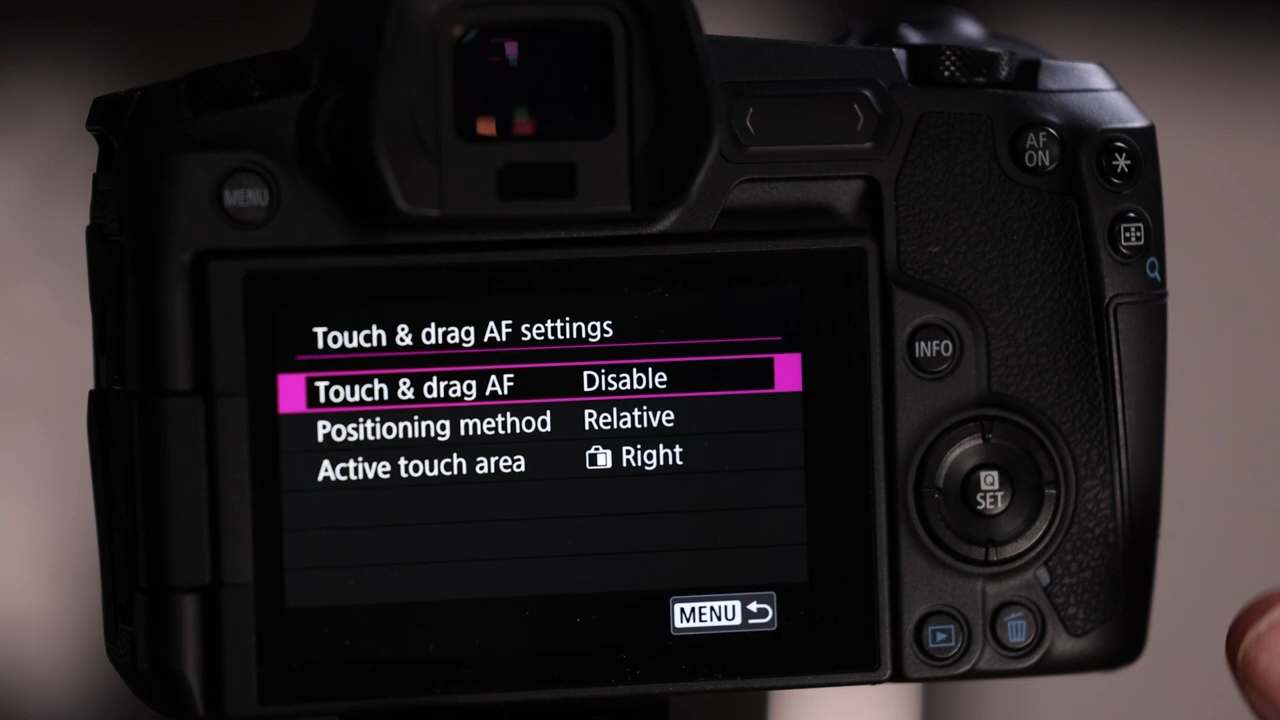 AF
ON
MENU
Touch & drag AF settings
Touch & drag AF Disable
Positioning method Relative
Active touch area Right
MENU
INFO
Q
SET